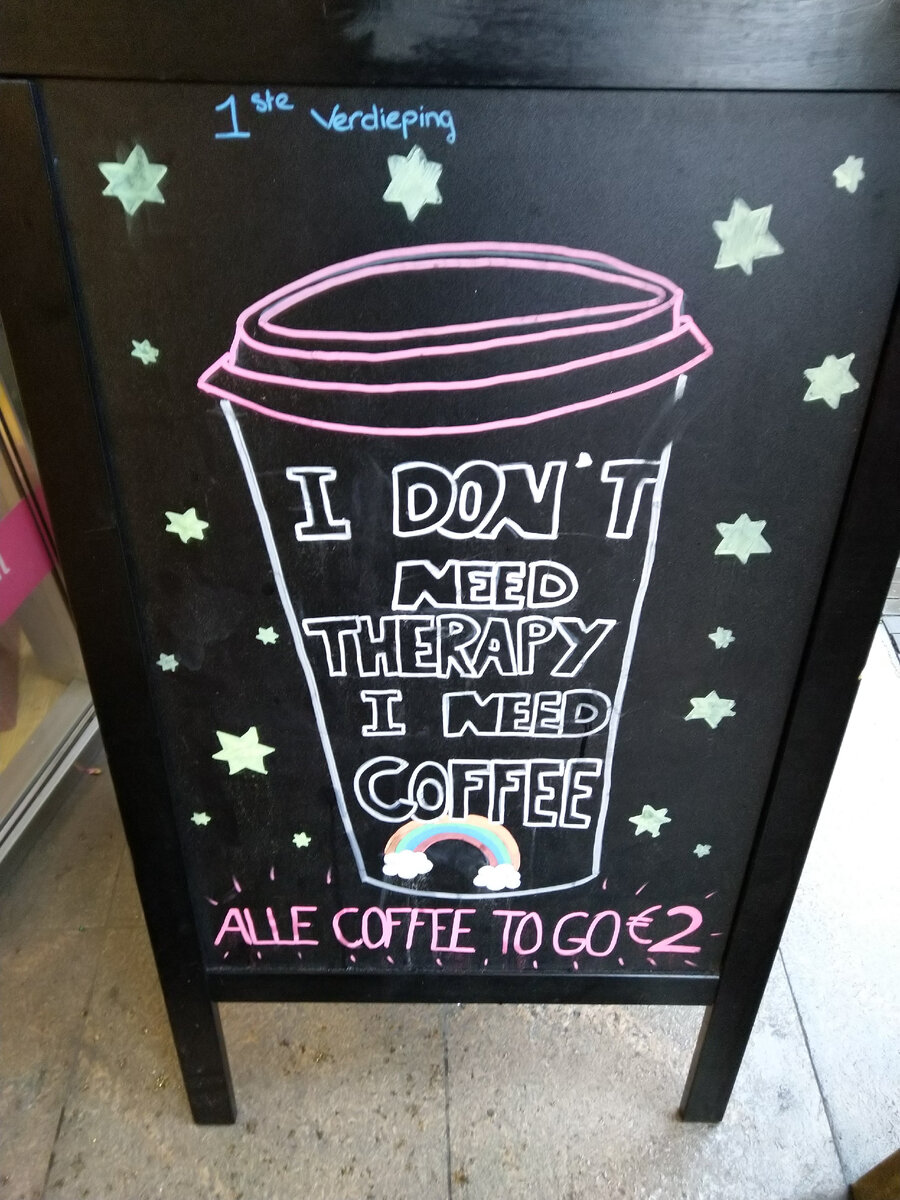 1ste Verdieping
I DON'T
NEED
THERAPY
I NEED
COFFEE
ALLE COFFEE TO GO €2